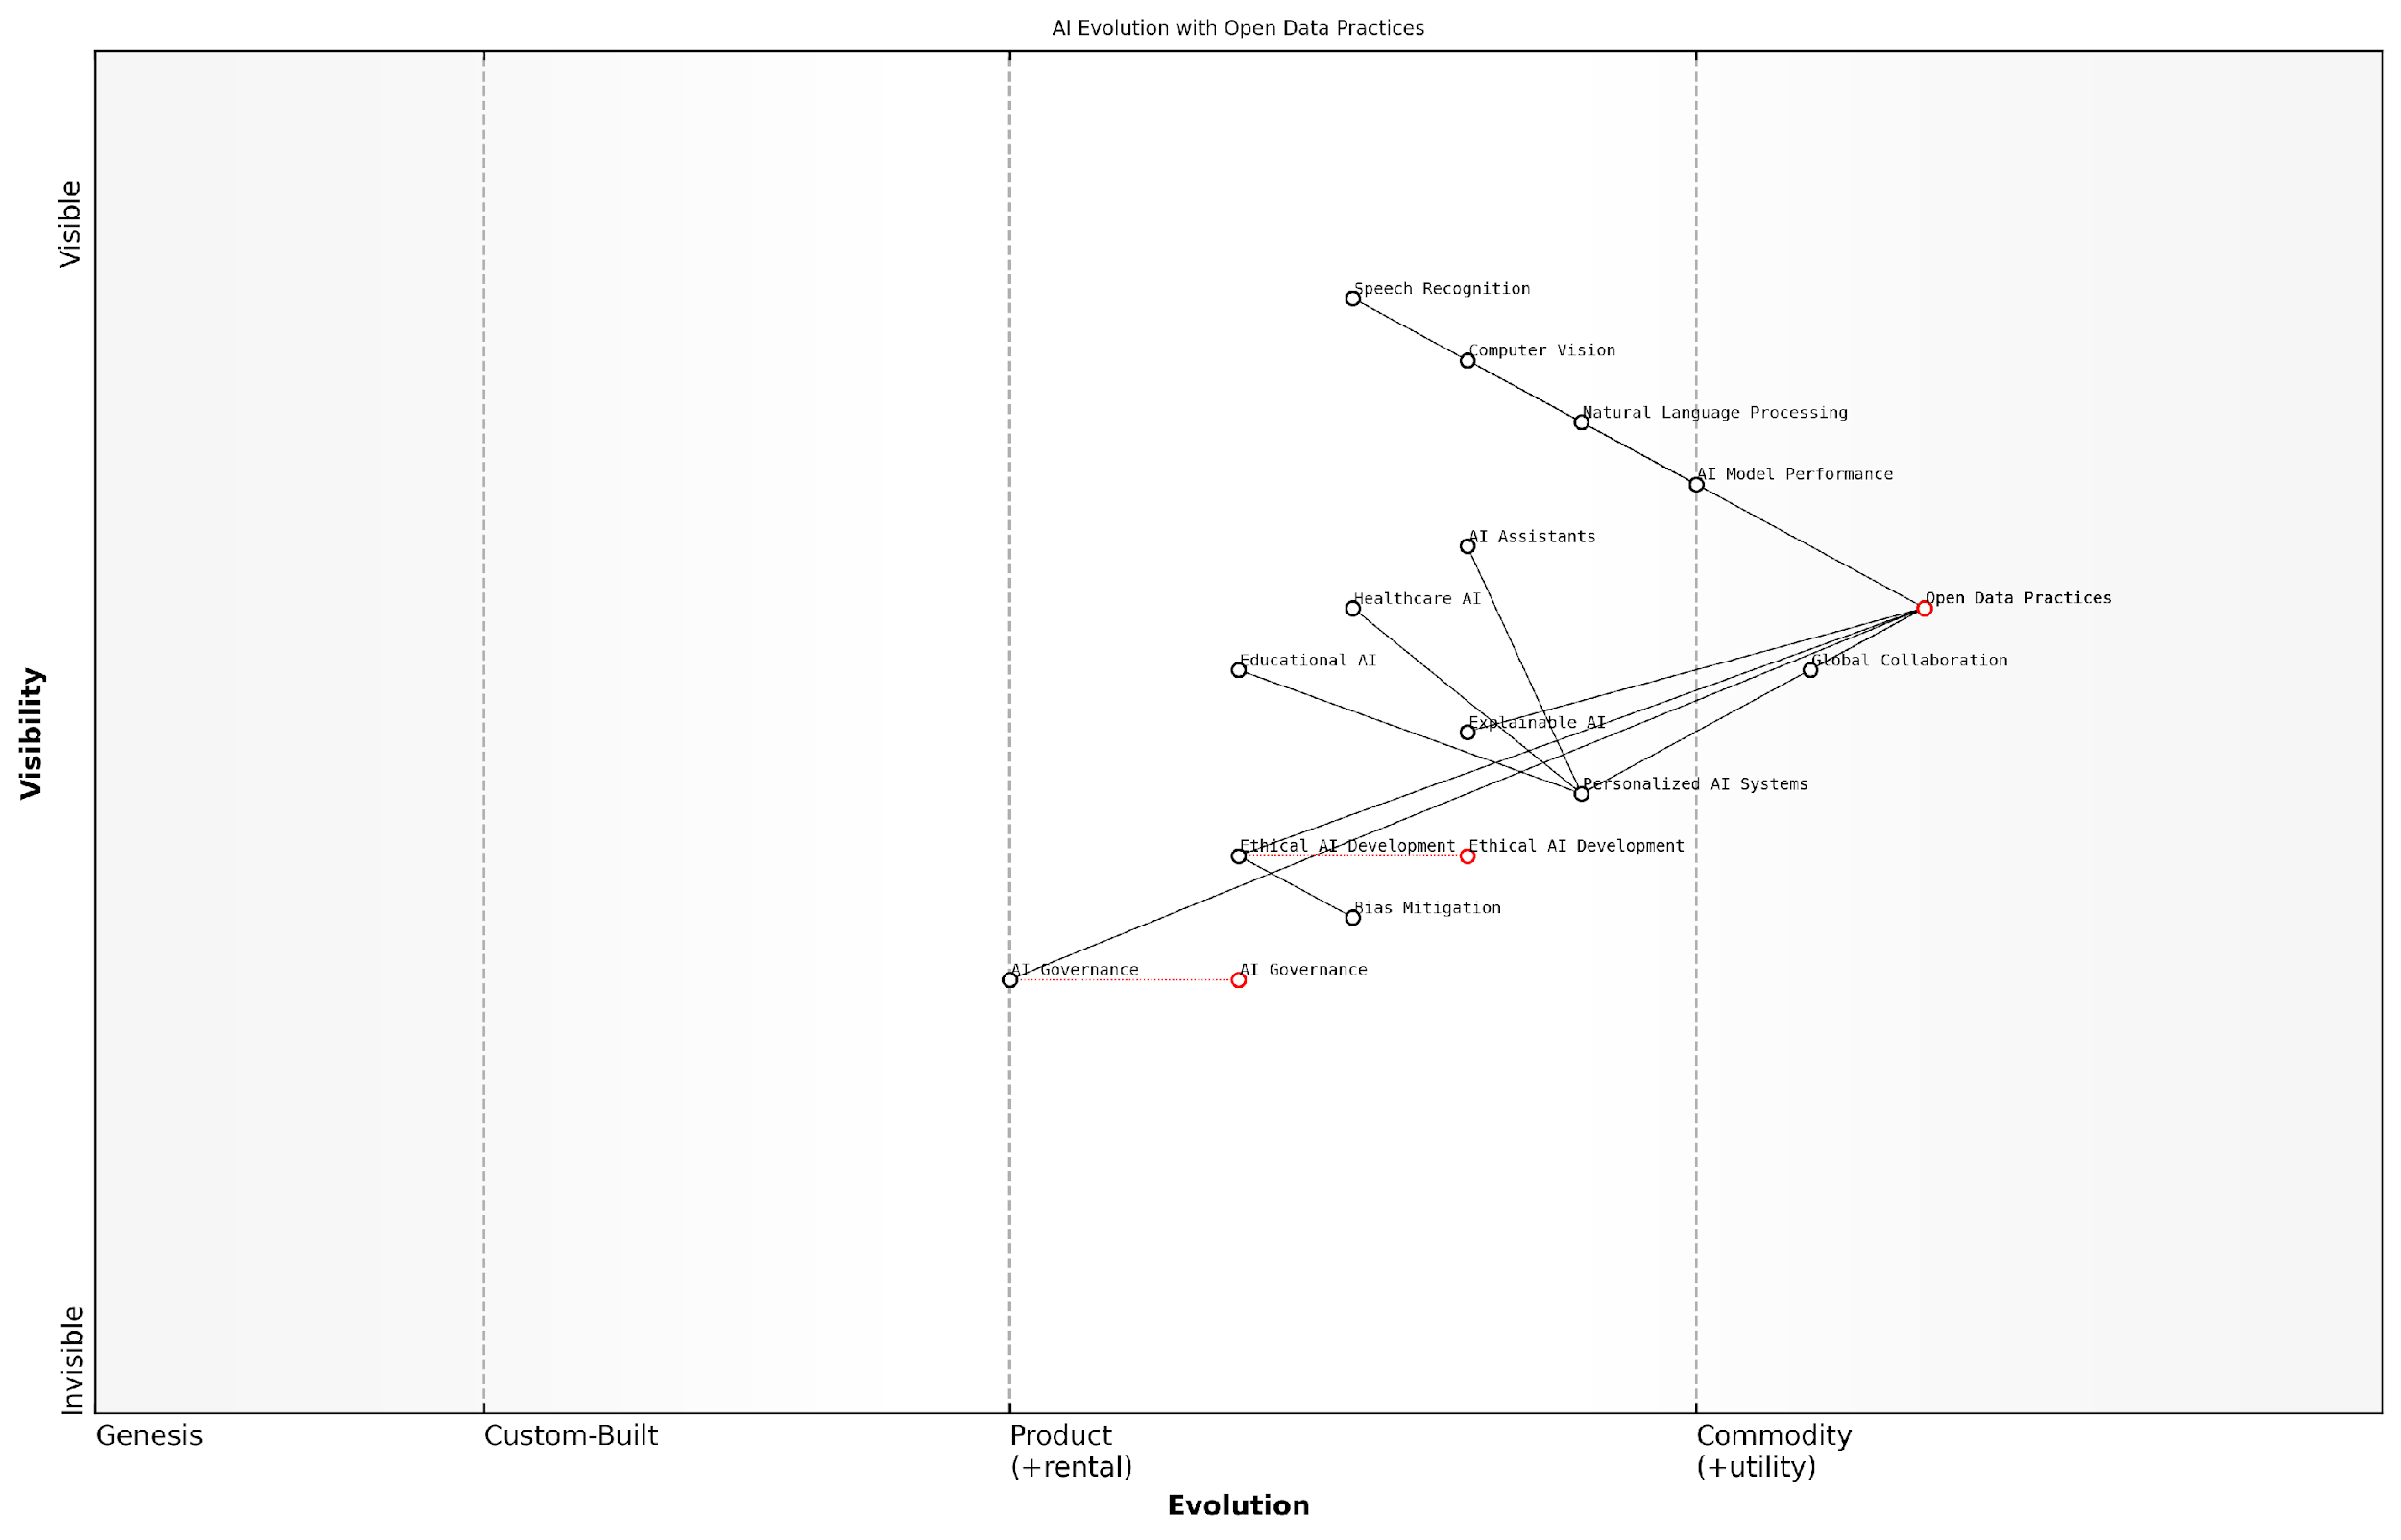 AI Evolution with Open Data Practices
Visible
Speech Recognition
Computer Vision
Natural Language Processing
AI Model Performance
AI Assistants
Healthcare AI
Open Data Practices
Educational AI
Global Collaboration
Explainable AI
Visibility
Personalized AI Systems
Ethical AI Development
Ethical AI Development
Bias Mitigation
AI Governance
AI Governance
Invisible
Genesis
Custom-Built
Product
(+rental)
Commodity
(+utility)
Evolution